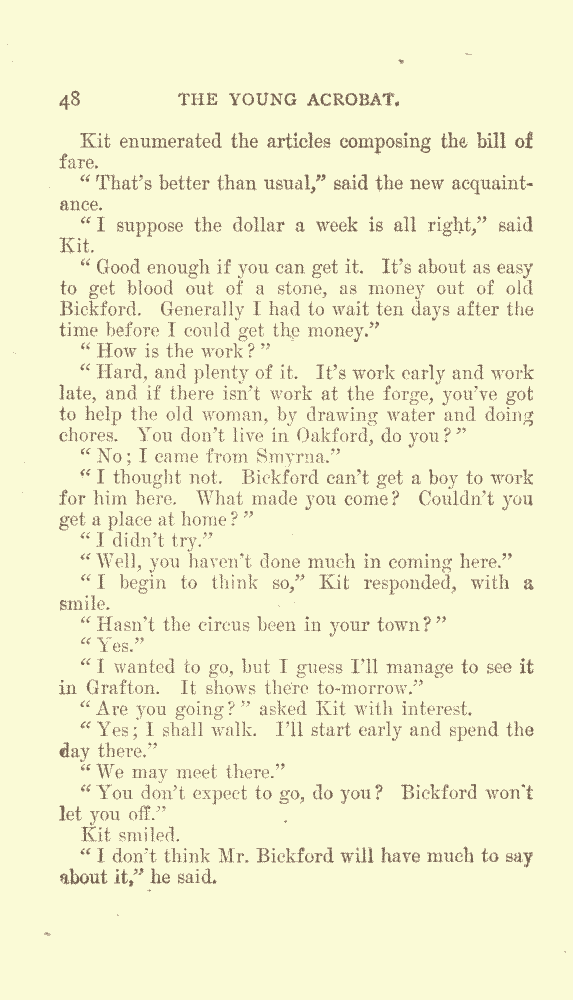 48 THE YOUNG ACROBAT.
Kit enumerated the articles composing the bill of
fare.
“That’s better than usual,” said the new acquaint-
ance.
“I suppose the dollar a week is all right,” said
Kit.
“Good enough if you can get it. It’s about as easy
to get blood out of a stone, as money out of old
Bickford. Generally I had to wait ten days after the
time before I could get the money.”
“How is the work?”
“Hard, and plenty of it. It’s work early and work
late, and if there isn’t work at the forge, you’ve got
to help the old woman, by drawing water and doing
chores. You don’t live in Oakford, do you?”
“No; I came from Smyrna.”
“I thought not. Bickford can’t get a boy to work
for him here. What made you come? Couldn’t you
get a place at home?”
“I didn’t try.”
“Well, you haven’t done much in coming here.”
“I begin to think so,” Kit responded, with a
smile.
“Hasn’t the circus been in your town?”
“Yes.”
“I wanted to go, but I guess I’ll manage to see it
in Grafton. It shows there to-morrow.”
“Are you going?” asked Kit with interest.
“Yes; I shall walk. I’ll start early and spend the
day there.”
“We may meet there.”
“You don’t expect to go, do you? Bickford won’t
let you off.”
Kit smiled.
“I don’t think Mr. Bickford will have much to say
about it,” he said.